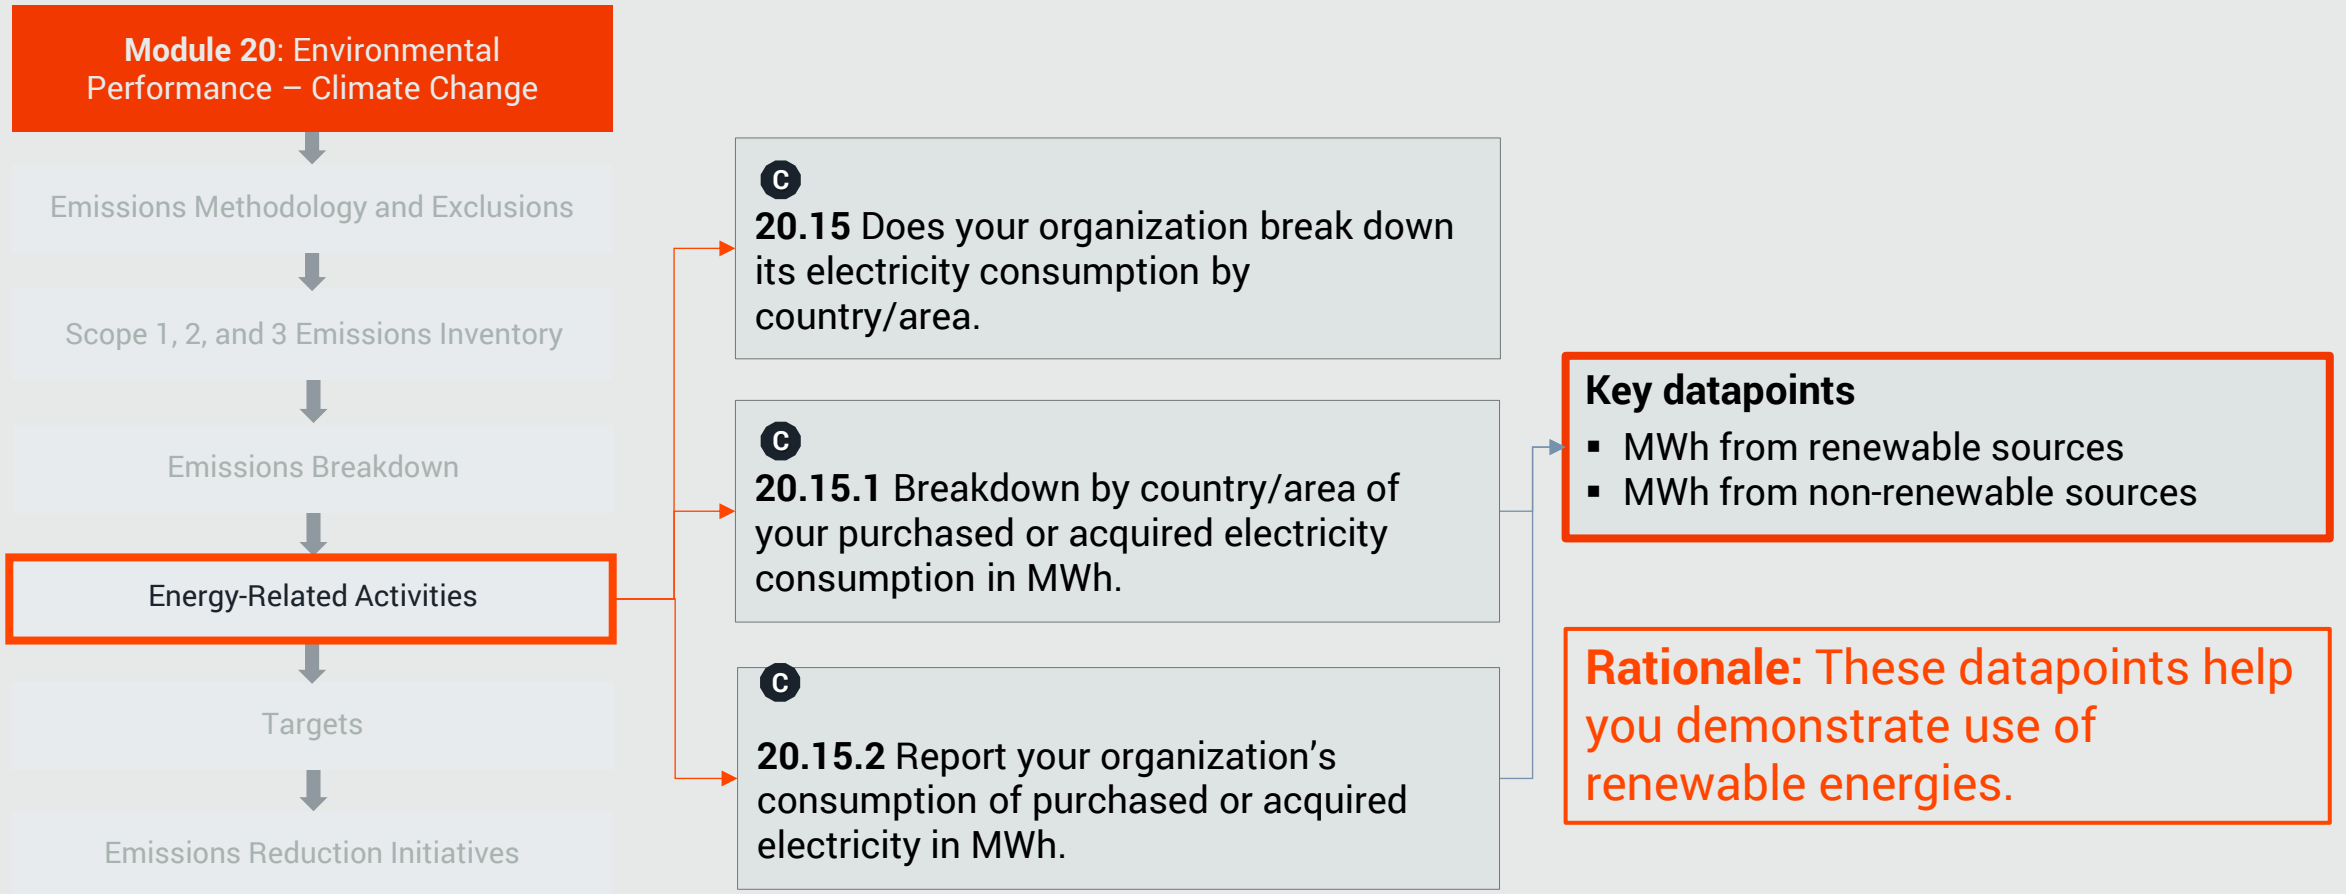 Module 20: Environmental
Performance – Climate Change
Emissions Methodology and Exclusions
Scope 1, 2, and 3 Emissions Inventory
Emissions Breakdown
Energy-Related Activities
Targets
Emissions Reduction Initiatives
C
20.15 Does your organization break down
its electricity consumption by
country/area.
C
20.15.1 Breakdown by country/area of
your purchased or acquired electricity
consumption in MWh.
C
20.15.2 Report your organization’s
consumption of purchased or acquired
electricity in MWh.
Key datapoints
▪ MWh from renewable sources
▪ MWh from non-renewable sources
Rationale: These datapoints help
you demonstrate use of
renewable energies.